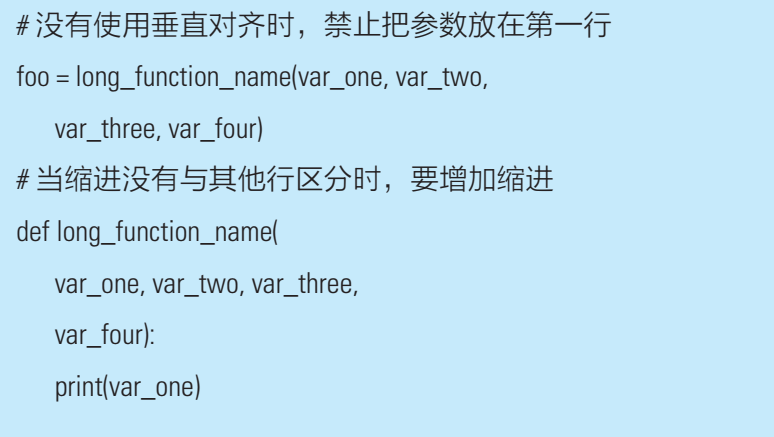 # 没有使用垂直对齐时，禁止把参数放在第一行
foo = long_function_name(var_one, var_two,
    var_three, var_four)
# 当缩进没有与其他行区分时，要增加缩进
def long_function_name(
    var_one, var_two, var_three,
    var_four):
    print(var_one)